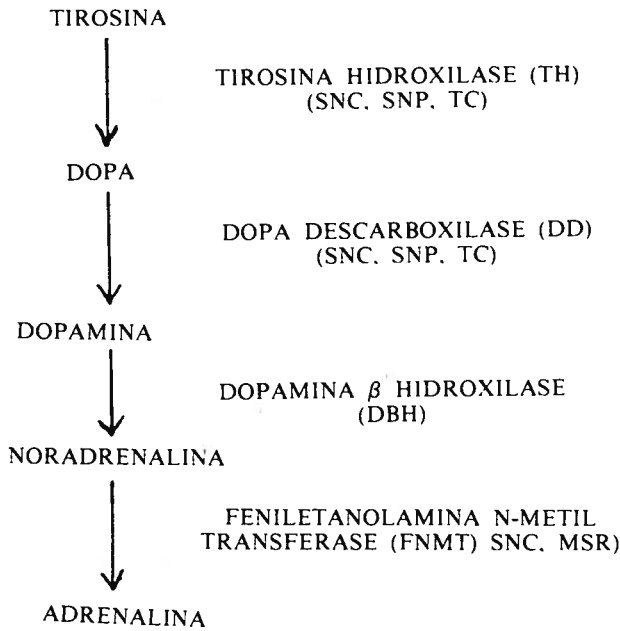 TIROSINA
TIROSINA HIDROXILASE (TH)
(SNC. SNP. TC)
DOPA
DOPA DESCARBOXILASE (DD)
(SNC. SNP. TC)
DOPAMINA
DOPAMINA β HIDROXILASE
(DBH)
NORADRENALINA
FENILETANOLAMINA N-METIL
TRANSFERASE (FNMT) SNC. MSR)
ADRENALINA